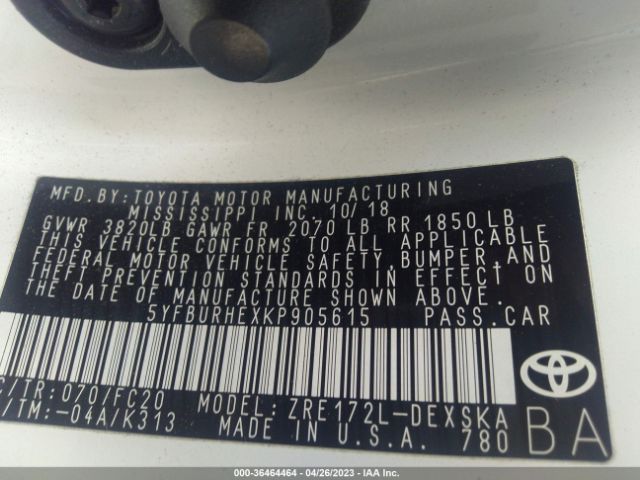 MFD. BY: TOYOTA MOTOR MANUFACTURING
MISSISSIPPI INC. 10/18
GVWR 3820LB GAWR FR 2070 LB RR 1850 LB
THIS VEHICLE CONFORMS TO ALL APPLICABLE
FEDERAL MOTOR VEHICLE SAFETY, BUMPER, AND
THEFT PREVENTION STANDARDS IN EFFECT ON
THE DATE OF MANUFACTURE SHOWN ABOVE.
5YFBURHEXKP905615 PASS. CAR
C/TR: 070/FC20 MODEL: ZRE172L-DEXSKA
/TM: -04A/K313 MADE IN U.S.A. 780 BA
000-36464464 / 04/26/2023 / IAA Inc.